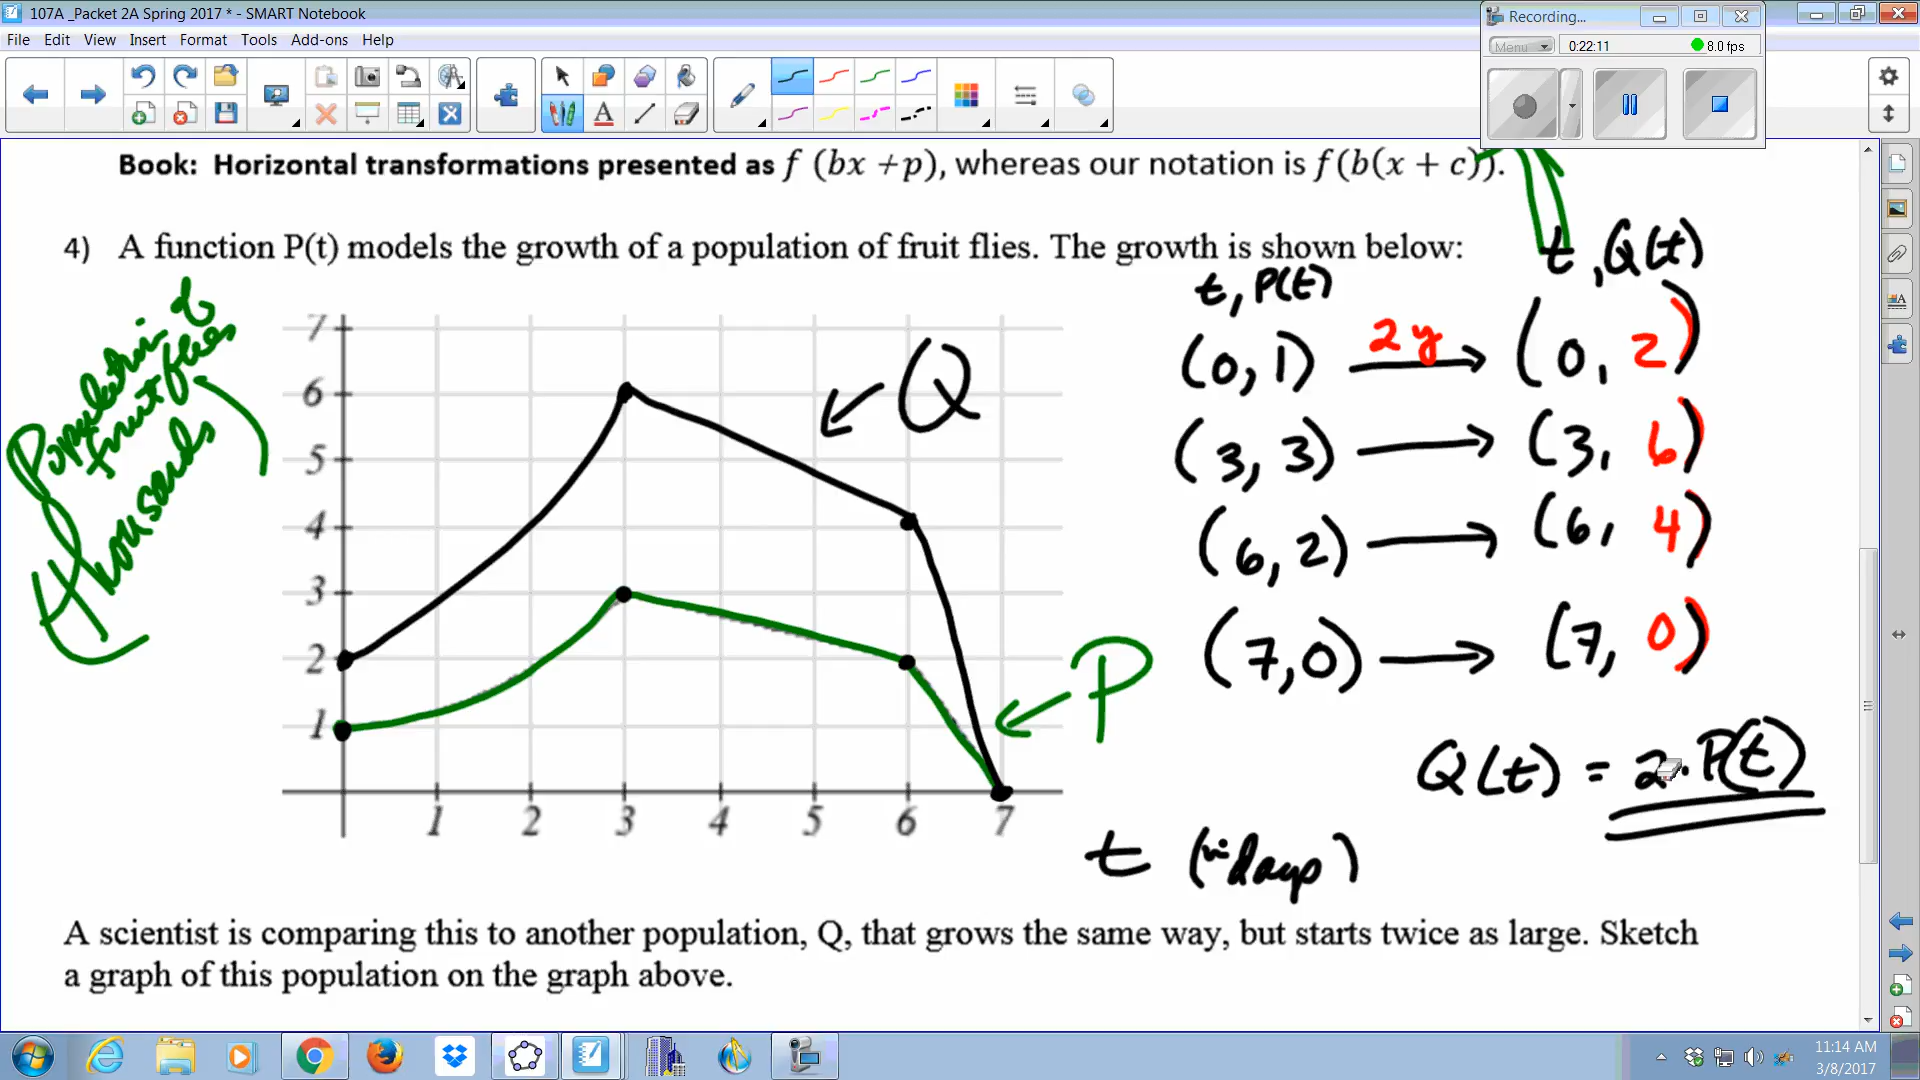 107A _Packet 2A Spring 2017 * - SMART Notebook
File Edit View Insert Format Tools Add-ons Help
Recording...
Menu 0:22:11 8.0 fps
Book: Horizontal transformations presented as f (bx +p), whereas our notation is f(b(x + c)).
4) A function P(t) models the growth of a population of fruit flies. The growth is shown below:
t, Q(t)
t, P(t)
Population of
fruit flies
thousands
7
6
5
4
3
2
1
1 2 3 4 5 6 7
Q
P
(0, 1) 2y (0, 2)
(3, 3) (3, 6)
(6, 2) (6, 4)
(7, 0) (7, 0)
Q(t) = 2·P(t)
t (in days)
A scientist is comparing this to another population, Q, that grows the same way, but starts twice as large. Sketch
a graph of this population on the graph above.
11:14 AM
3/8/2017